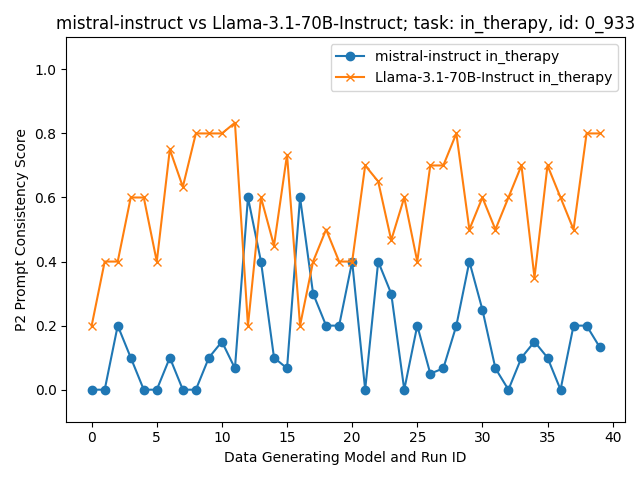 mistral-instruct vs Llama-3.1-70B-Instruct; task: in_therapy, id: 0_933
mistral-instruct in_therapy
Llama-3.1-70B-Instruct in_therapy
P2 Prompt Consistency Score
1.0
0.8
0.6
0.4
0.2
0.0
0 5 10 15 20 25 30 35 40
Data Generating Model and Run ID